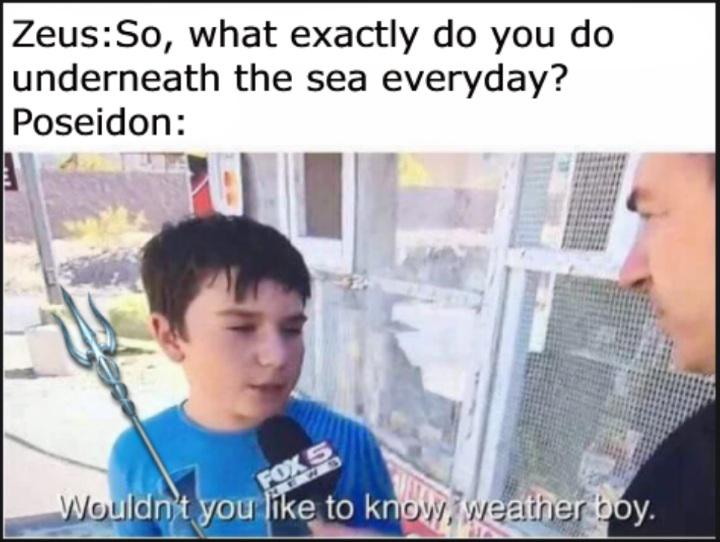 Zeus:So, what exactly do you do
underneath the sea everyday?
Poseidon:
FOX 5
NEWS
Wouldn't you like to know, weather boy.